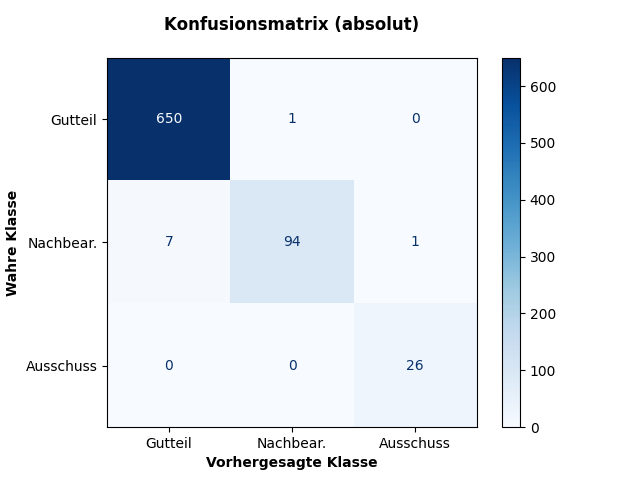 Konfusionsmatrix (absolut)
Wahre Klasse
Gutteil 650 1 0
Nachbear. 7 94 1
Ausschuss 0 0 26
Gutteil Nachbear. Ausschuss
Vorhergesagte Klasse
600
500
400
300
200
100
0